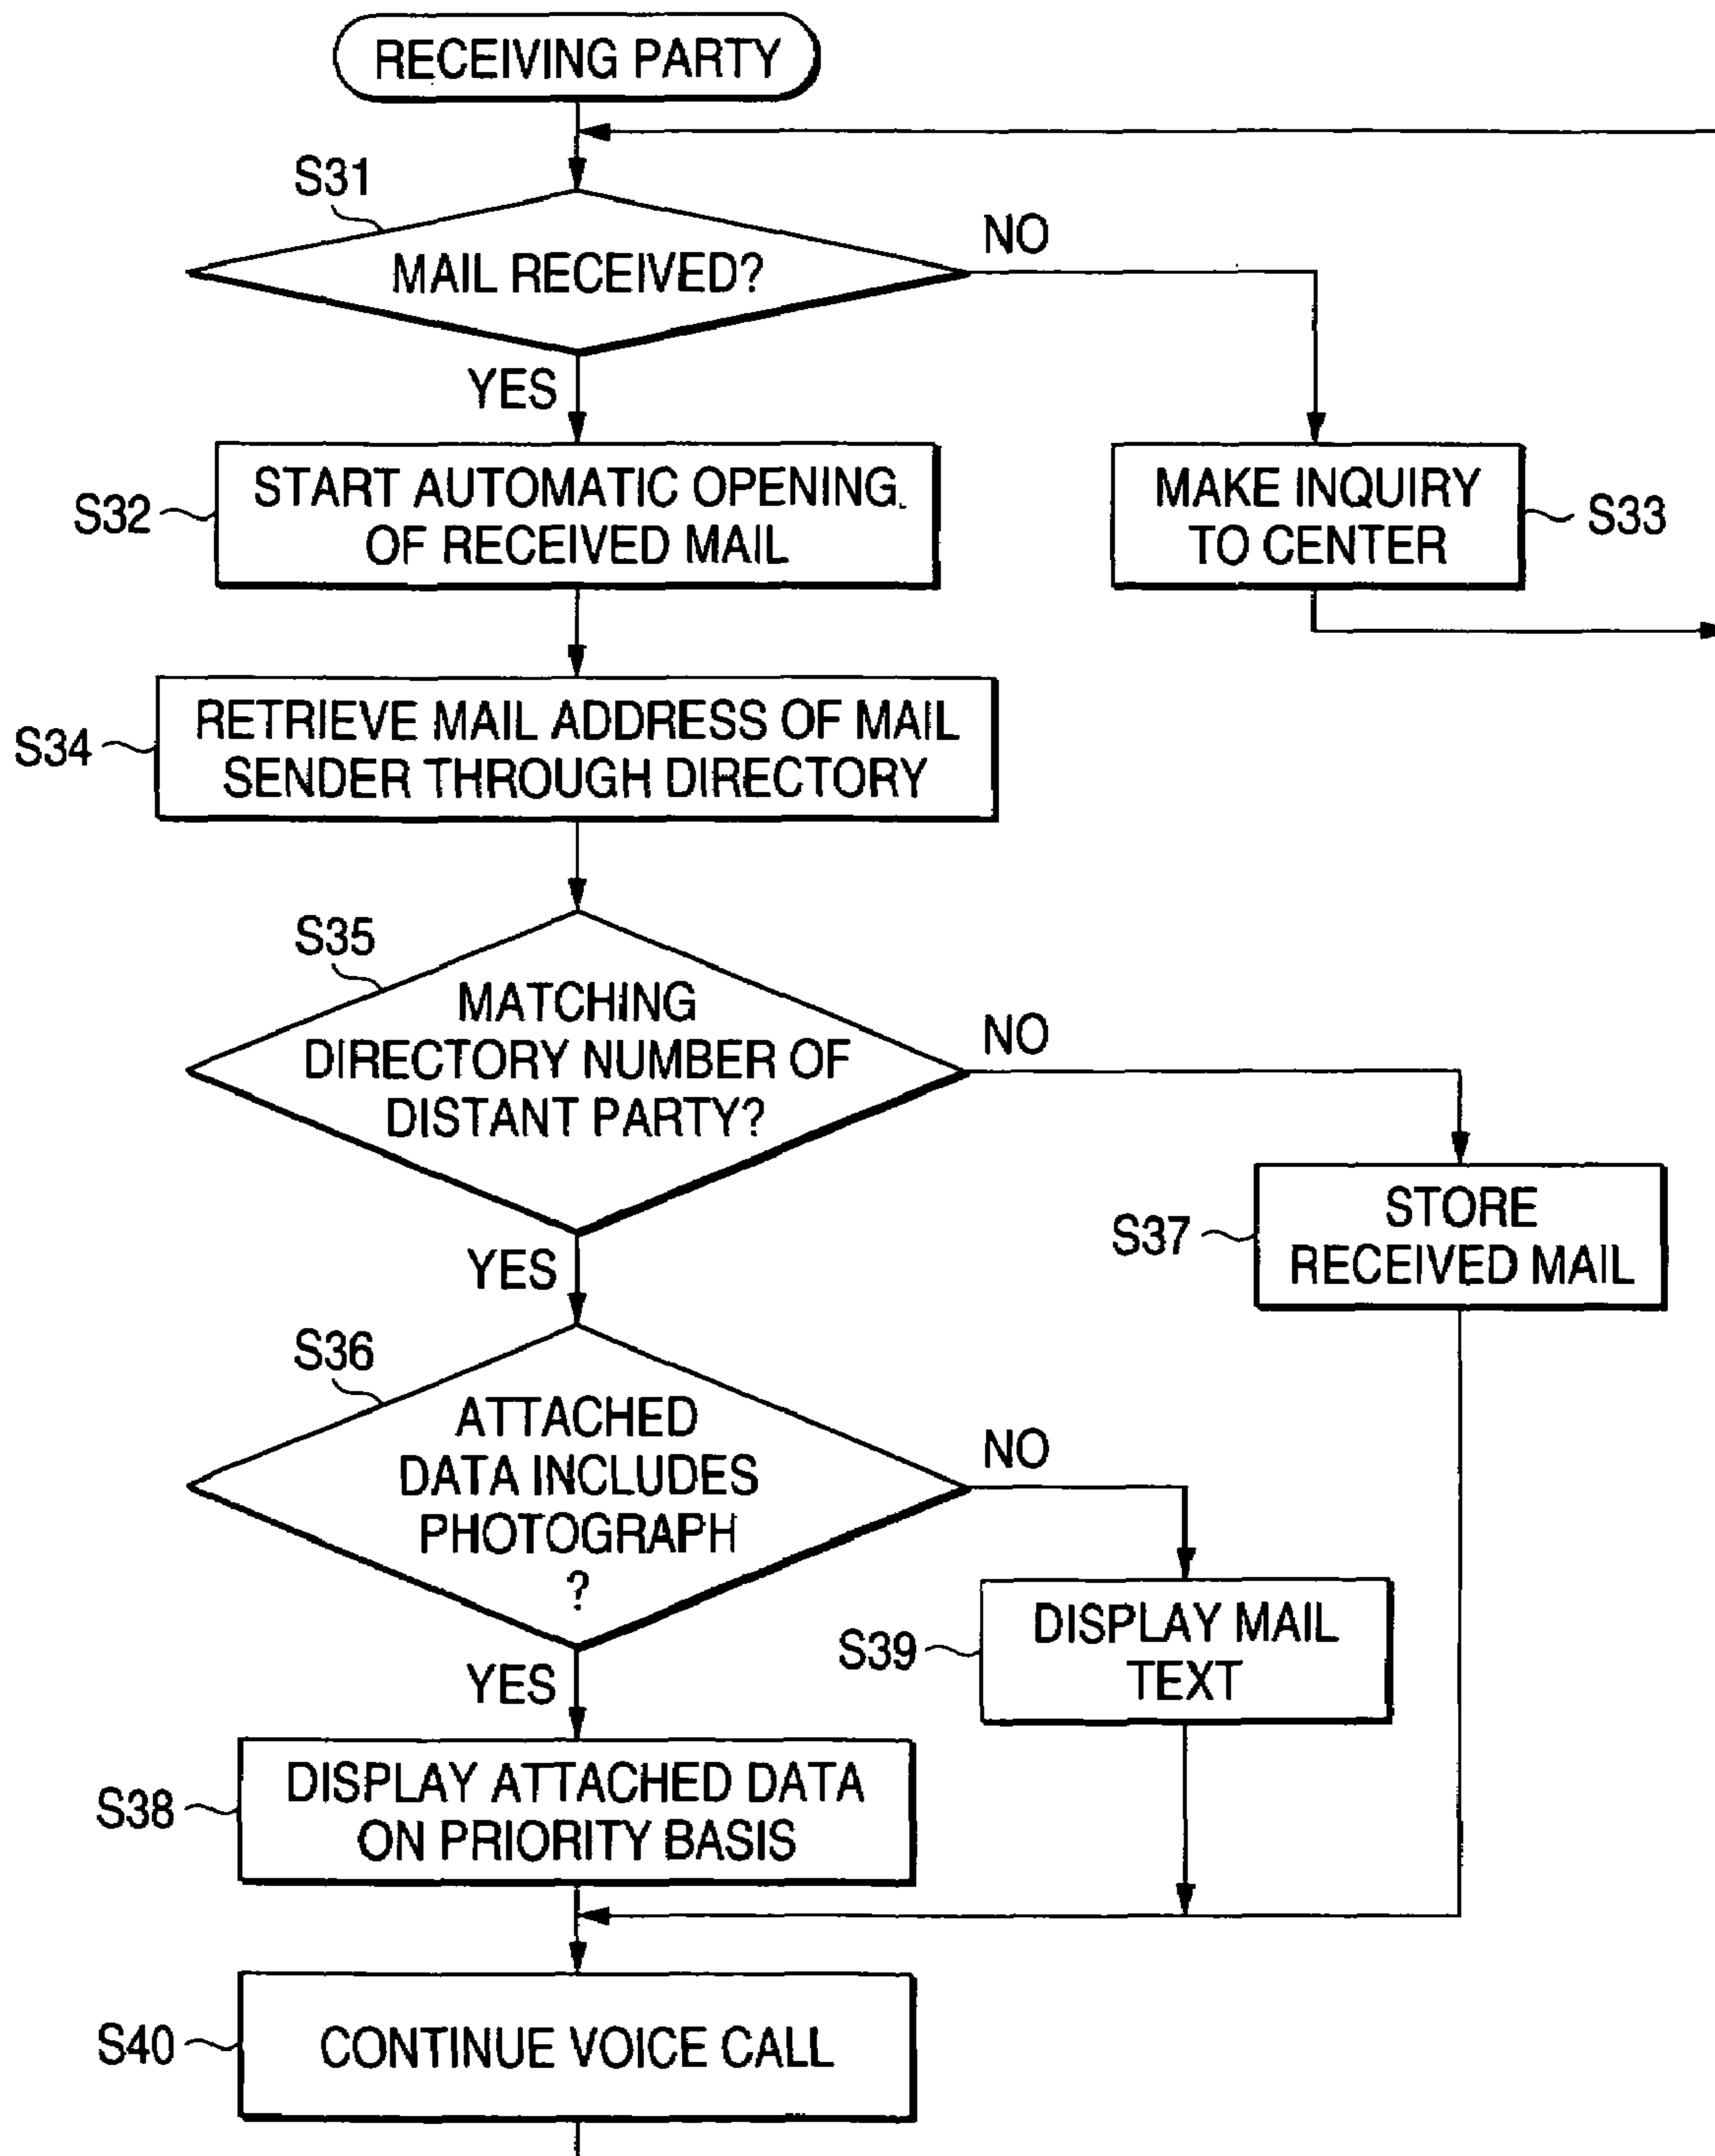 RECEIVING PARTY
S31
MAIL RECEIVED?
NO
YES
S32
START AUTOMATIC OPENING
OF RECEIVED MAIL
MAKE INQUIRY
TO CENTER
S33
S34
RETRIEVE MAIL ADDRESS OF MAIL
SENDER THROUGH DIRECTORY
S35
MATCHING
DIRECTORY NUMBER OF
DISTANT PARTY?
NO
YES
S37
STORE
RECEIVED MAIL
S36
ATTACHED
DATA INCLUDES
PHOTOGRAPH
?
NO
YES
S39
DISPLAY MAIL
TEXT
S38
DISPLAY ATTACHED DATA
ON PRIORITY BASIS
S40
CONTINUE VOICE CALL